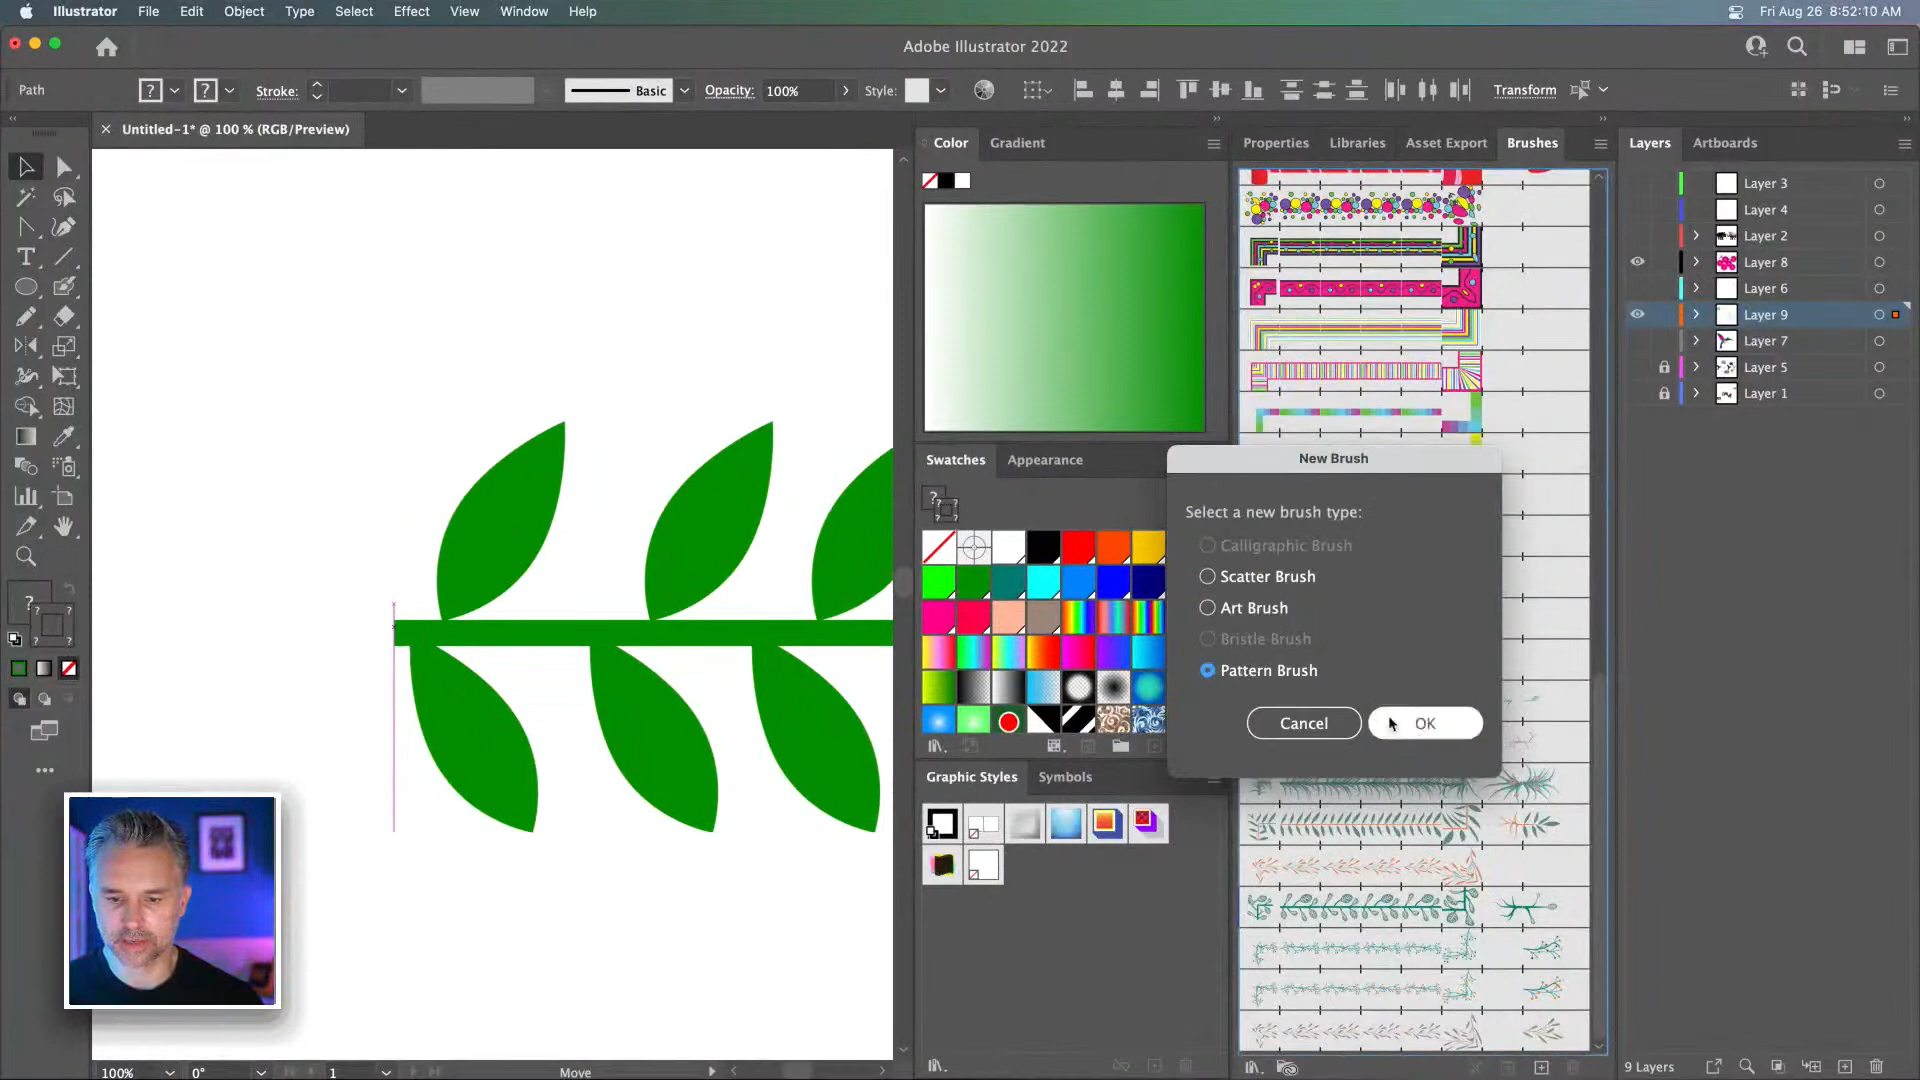 Illustrator File Edit Object Type Select Effect View Window Help
Fri Aug 26 8:52:10 AM
Adobe Illustrator 2022
Path
?
?
Stroke:
Basic
Opacity: 100%
Style:
Transform
Untitled-1* @ 100 % (RGB/Preview)
Color
Gradient
Properties
Libraries
Asset Export
Brushes
Layers
Artboards
Layer 3
Layer 4
Layer 2
Layer 8
Layer 6
Layer 9
Layer 7
Layer 5
Layer 1
Swatches
Appearance
New Brush
Select a new brush type:
Calligraphic Brush
Scatter Brush
Art Brush
Bristle Brush
Pattern Brush
Cancel
OK
Graphic Styles
Symbols
100%
0°
1
Move
9 Layers